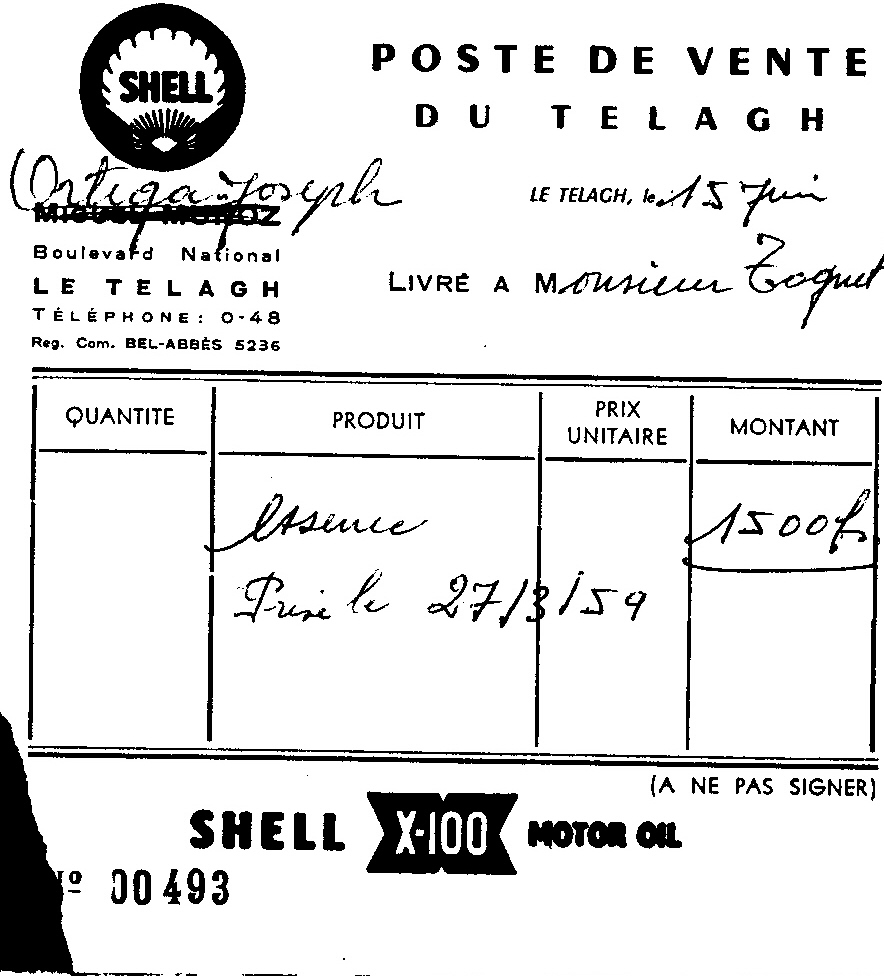 SHELL
POSTE DE VENTE
DU TELAGH
Ortega Joseph
MIGUEL MUNOZ
LE TELAGH, le 15 Juin
Boulevard National
LE TELAGH
TÉLÉPHONE: 0-48
Reg. Com. BEL-ABBÈS 5236
LIVRÉ A Monsieur
QUANTITE PRODUIT PRIX UNITAIRE MONTANT
essence 1500f
Prise le 27/3/59
(A NE PAS SIGNER)
SHELL X-100 MOTOR OIL
Nº 00493